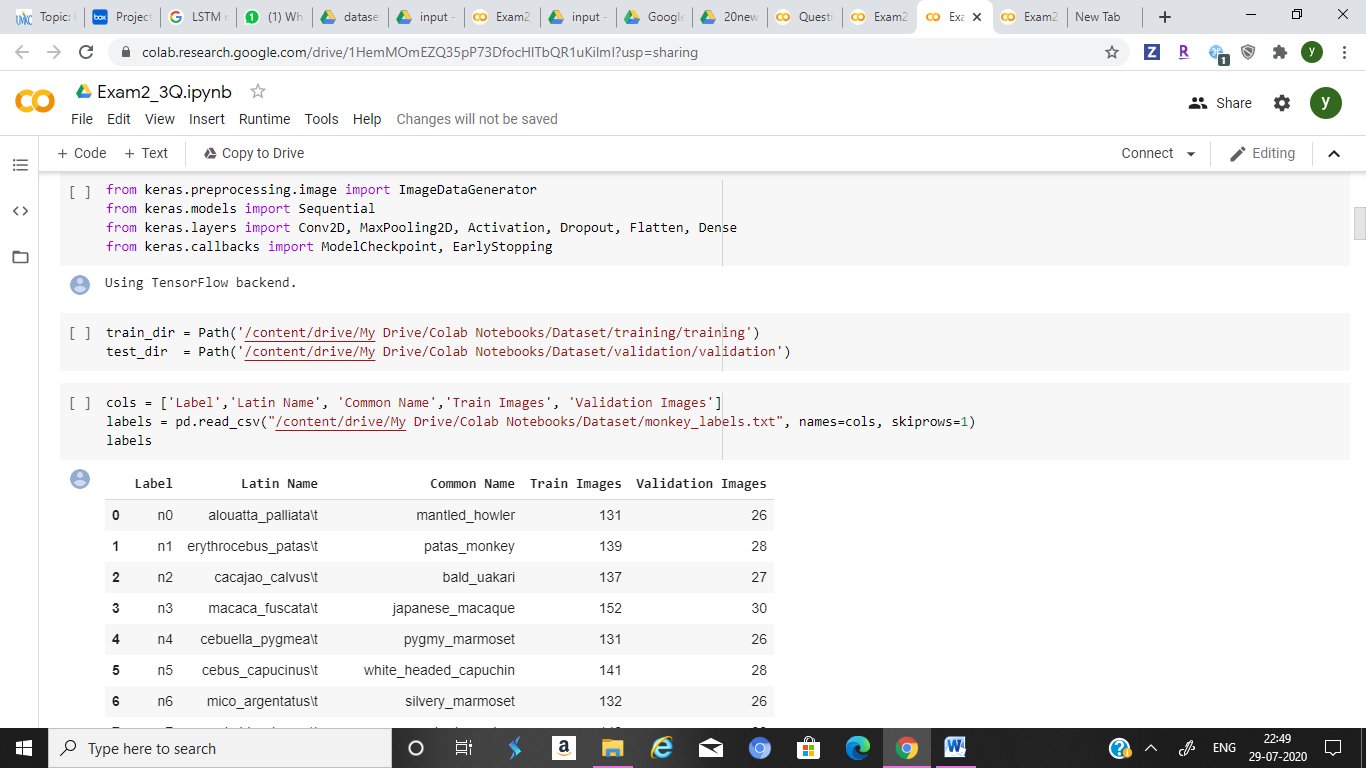 Topic:
Project
LSTM
(1) Wh
datase
input -
Exam2
input -
Google
20new
Questi
Exam2
Exa
Exam2
New Tab
colab.research.google.com/drive/1HemMOmEZQ35pP73DfocHITbQR1uKilmI?usp=sharing
Z
R
1
y
Exam2_3Q.ipynb
File Edit View Insert Runtime Tools Help Changes will not be saved
Share
y
+ Code + Text Copy to Drive
Connect
Editing
[ ] from keras.preprocessing.image import ImageDataGenerator
from keras.models import Sequential
from keras.layers import Conv2D, MaxPooling2D, Activation, Dropout, Flatten, Dense
from keras.callbacks import ModelCheckpoint, EarlyStopping
Using TensorFlow backend.
[ ] train_dir = Path('/content/drive/My Drive/Colab Notebooks/Dataset/training/training')
test_dir  = Path('/content/drive/My Drive/Colab Notebooks/Dataset/validation/validation')
[ ] cols = ['Label','Latin Name', 'Common Name','Train Images', 'Validation Images']
labels = pd.read_csv("/content/drive/My Drive/Colab Notebooks/Dataset/monkey_labels.txt", names=cols, skiprows=1)
labels
Label Latin Name Common Name Train Images Validation Images
0 n0 alouatta_palliata\t mantled_howler 131 26
1 n1 erythrocebus_patas\t patas_monkey 139 28
2 n2 cacajao_calvus\t bald_uakari 137 27
3 n3 macaca_fuscata\t japanese_macaque 152 30
4 n4 cebuella_pygmea\t pygmy_marmoset 131 26
5 n5 cebus_capucinus\t white_headed_capuchin 141 28
6 n6 mico_argentatus\t silvery_marmoset 132 26
Type here to search
ENG
22:49
29-07-2020